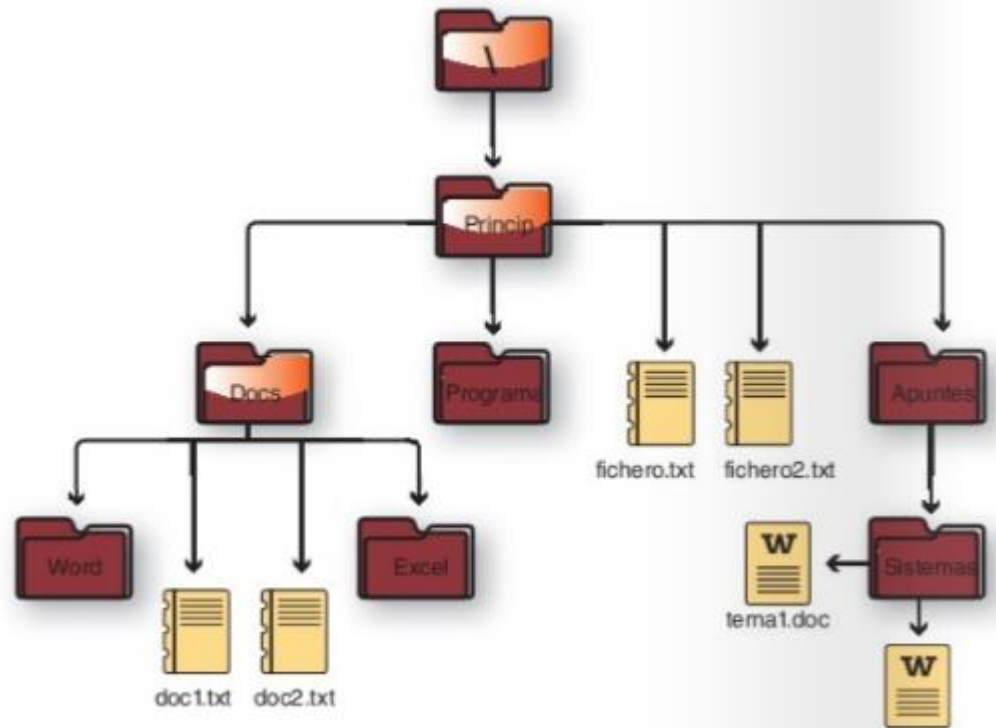 \
Princip
Docs
Programa
fichero.txt
fichero2.txt
Apuntes
Word
doc1.txt
doc2.txt
Excel
W
tema1.doc
Sistemas
W